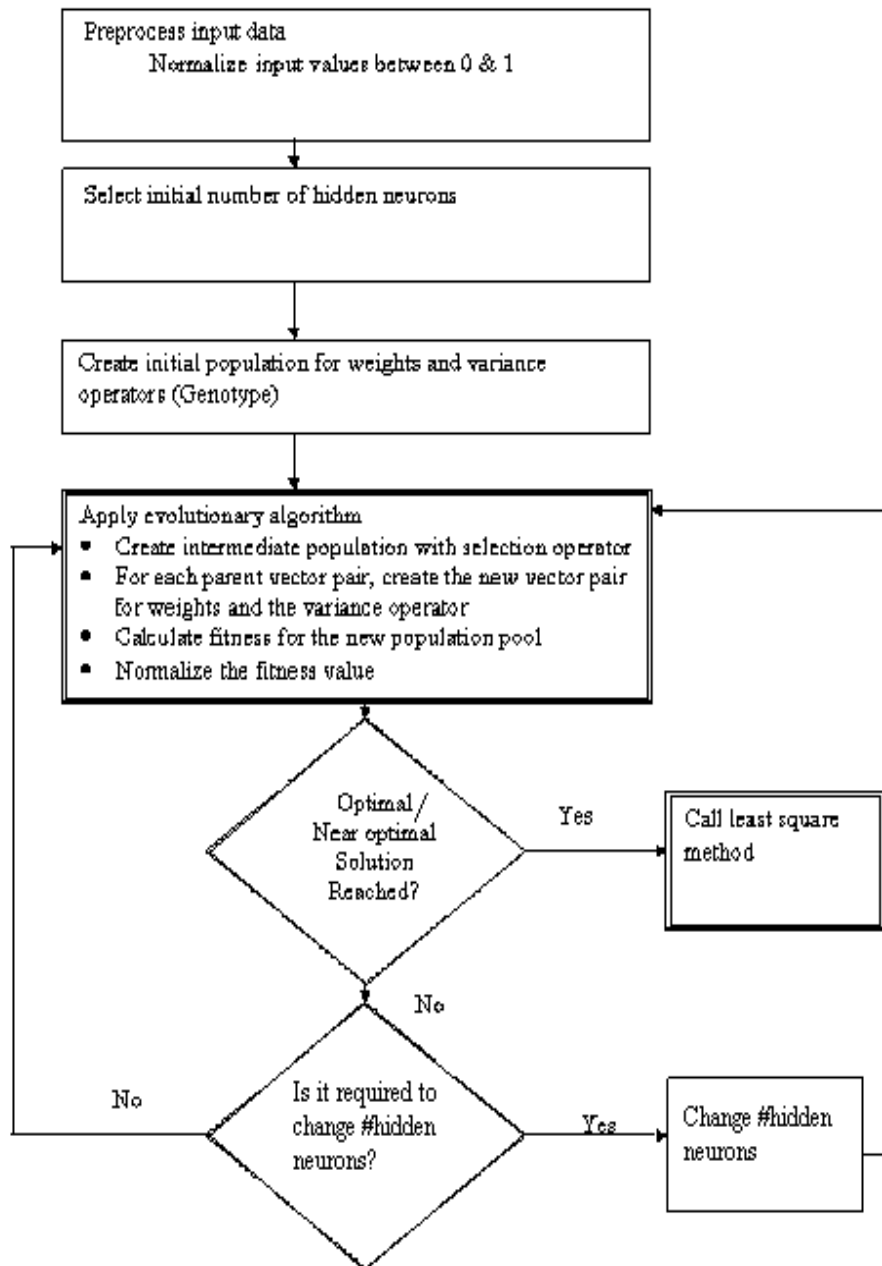 Preprocess input data
Normalize input values between 0 & 1
Select initial number of hidden neurons
Create initial population for weights and variance
operators (Genotype)
Apply evolutionary algorithm
● Create intermediate population with selection operator
● For each parent vector pair, create the new vector pair
for weights and the variance operator
● Calculate fitness for the new population pool
● Normalize the fitness value
Optimal /
Near optimal
Solution
Reached?
Yes
Call least square
method
No
Is it required to
change #hidden
neurons?
No
Yes
Change #hidden
neurons